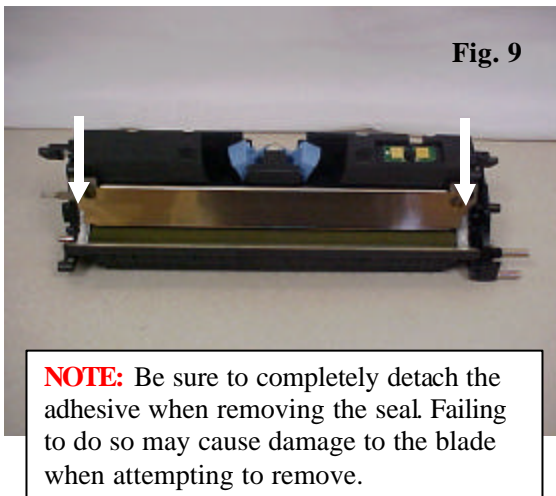 Fig. 9
NOTE: Be sure to completely detach the
adhesive when removing the seal. Failing
to do so may cause damage to the blade
when attempting to remove.